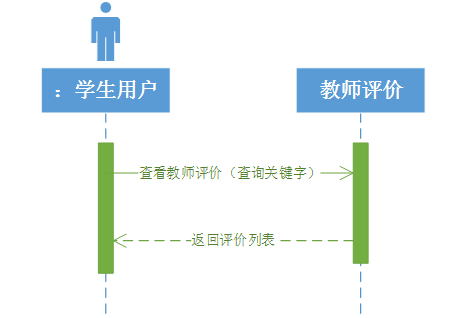 ：学生用户
教师评价
查看教师评价（查询关键字）
返回评价列表